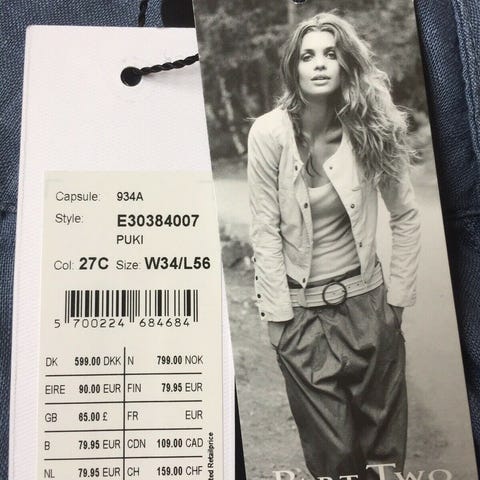 Capsule: 934A
Style: E30384007
PUKI
Col: 27C Size: W34/L56
5 700224 684684
DK 599.00 DKK N 799.00 NOK
EIRE 90.00 EUR FIN 79.95 EUR
GB 65.00 £ FR EUR
B 79.95 EUR CDN 109.00 CAD
NL 79.95 EUR CH 159.00 CHF
Retailprice
PART TWO